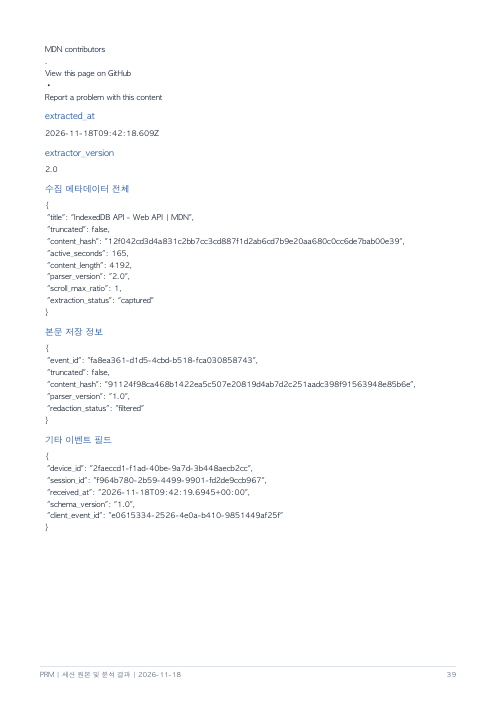 MDN contributors
.
View this page on GitHub
•
Report a problem with this content
extracted_at
2026-11-18T09:42:18.609Z
extractor_version
2.0
수집 메타데이터 전체
{
"title": "IndexedDB API - Web API | MDN",
"truncated": false,
"content_hash": "12f042cd3d4a831c2bb7cc3cd887f1d2ab6cd7b9e20aa680c0cc6de7bab00e39",
"active_seconds": 165,
"content_length": 4192,
"parser_version": "2.0",
"scroll_max_ratio": 1,
"extraction_status": "captured"
}
본문 저장 정보
{
"event_id": "fa8ea361-d1d5-4cbd-b518-fca030858743",
"truncated": false,
"content_hash": "91124f98ca468b1422ea5c507e20819d4ab7d2c251aadc398f91563948e85b6e",
"parser_version": "1.0",
"redaction_status": "filtered"
}
기타 이벤트 필드
{
"device_id": "2faeccd1-f1ad-40be-9a7d-3b448aecb2cc",
"session_id": "f964b780-2b59-4499-9901-fd2de9ccb967",
"received_at": "2026-11-18T09:42:19.6945+00:00",
"schema_version": "1.0",
"client_event_id": "e0615334-2526-4e0a-b410-9851449af25f"
}
PRM | 세션 원본 및 분석 결과 | 2026-11-18
39